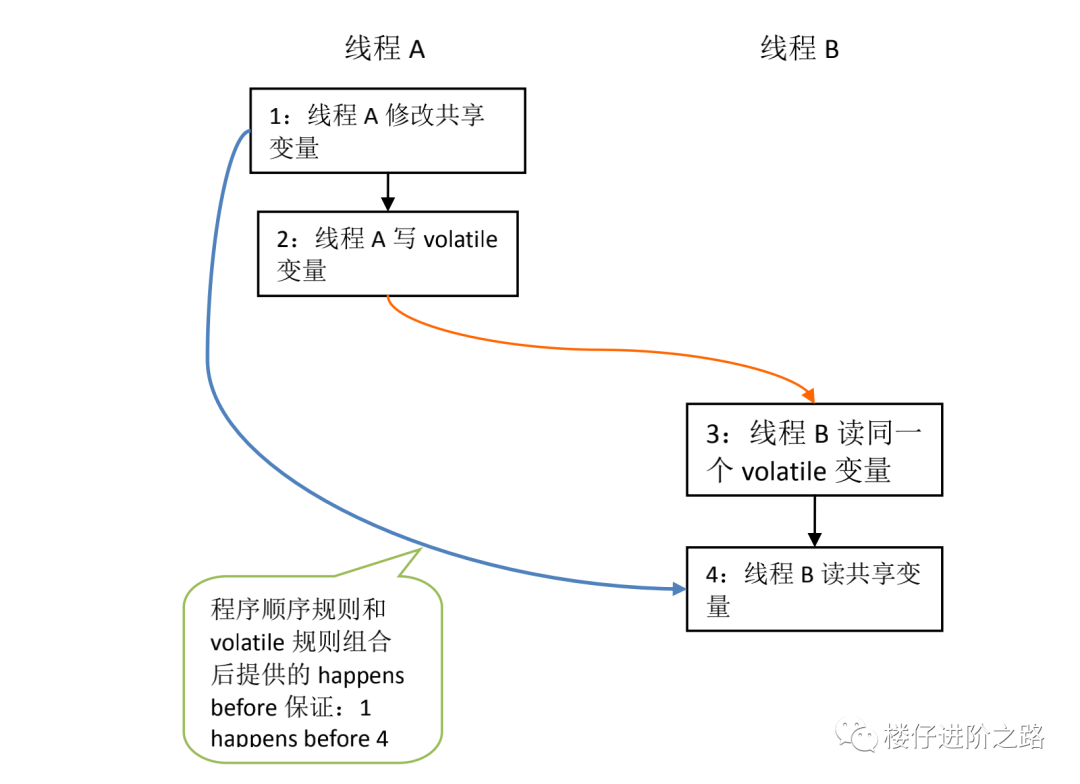 线程 A
线程 B
1：线程 A 修改共享
变量
2：线程 A 写 volatile
变量
3：线程 B 读同一
个 volatile 变量
4：线程 B 读共享变
量
程序顺序规则和
volatile 规则组合
后提供的 happens
before 保证：1
happens before 4
楼仔进阶之路